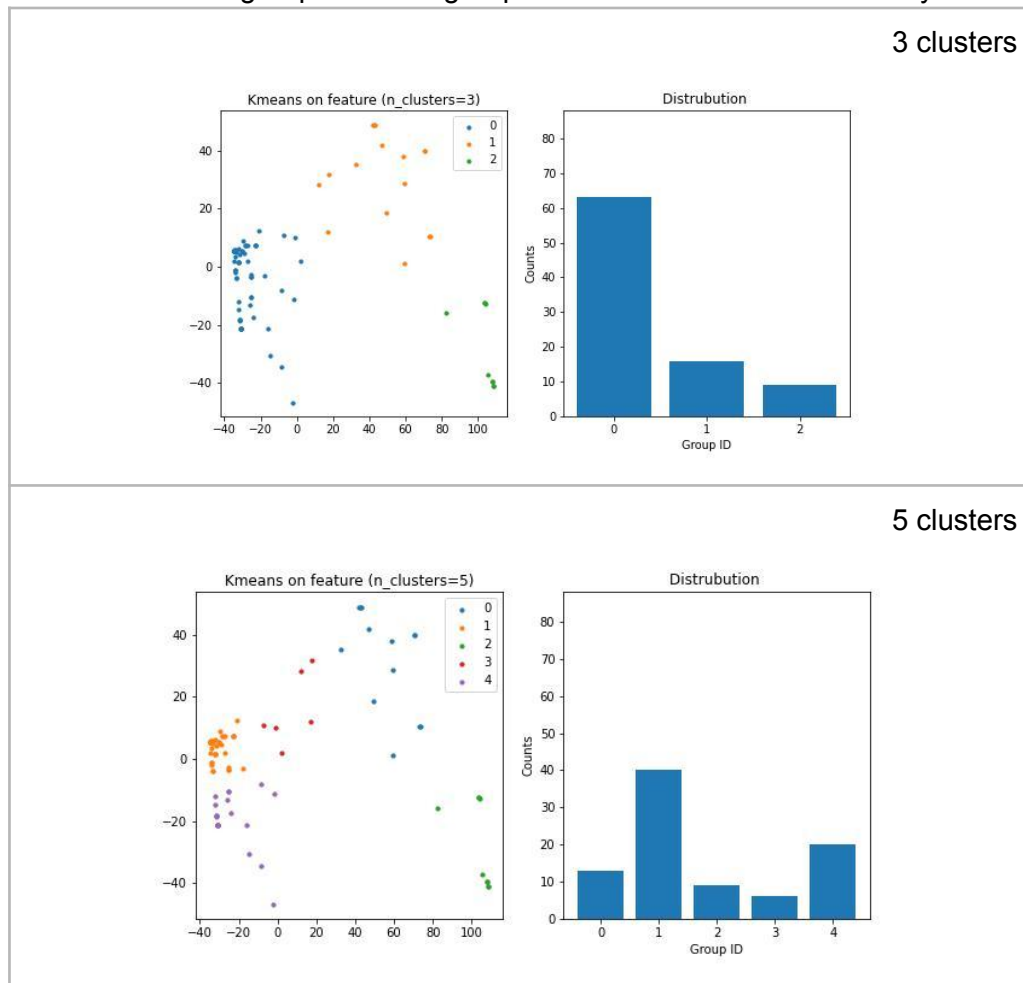 3 clusters
Kmeans on feature (n_clusters=3)
0
1
2
40
20
0
−20
−40
−40 −20 0 20 40 60 80 100
Distrubution
80
70
60
50
40
30
20
10
0
Counts
0 1 2
Group ID
5 clusters
Kmeans on feature (n_clusters=5)
0
1
2
3
4
40
20
0
−20
−40
−40 −20 0 20 40 60 80 100
Distrubution
80
70
60
50
40
30
20
10
0
Counts
0 1 2 3 4
Group ID